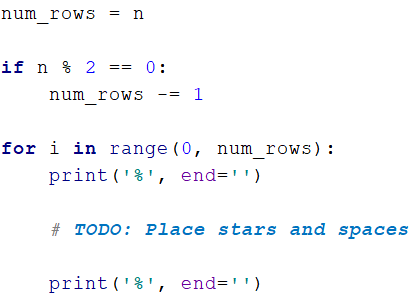 num_rows = n
if n % 2 == 0:
    num_rows -= 1
for i in range(0, num_rows):
    print('%', end='')
    # TODO: Place stars and spaces
    print('%', end='')